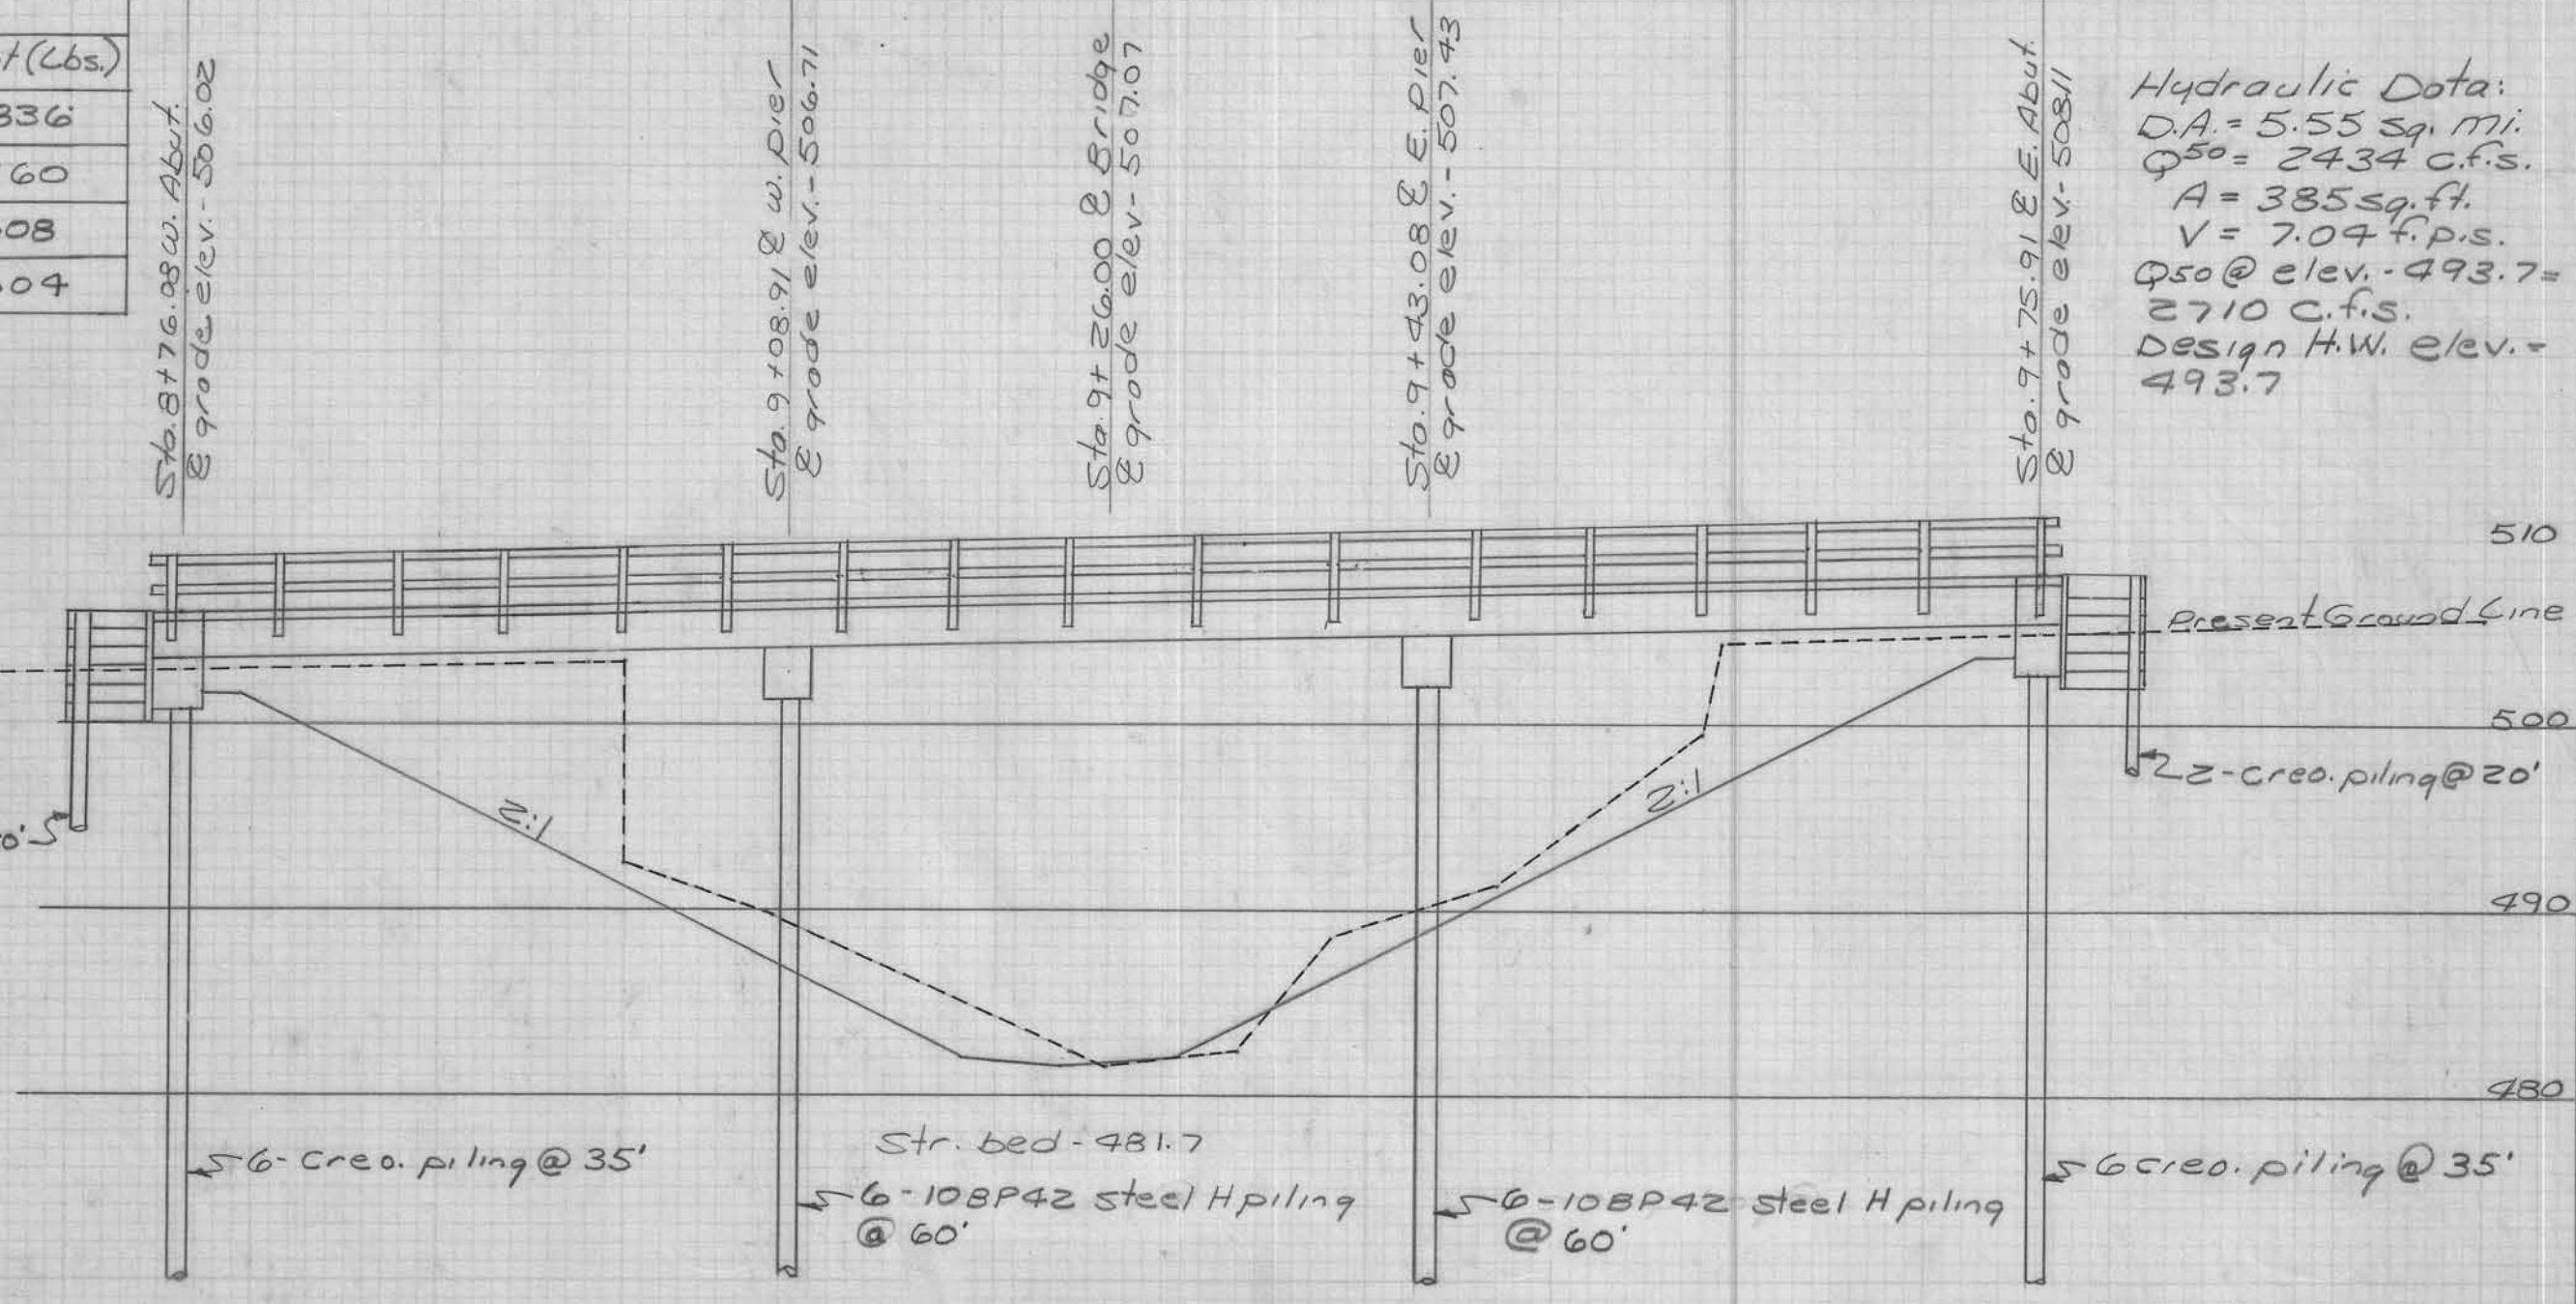 t (Lbs.)
336
60
08
04
Sta. 8+76.08 W. Abut.
℄ grade elev.- 506.02
Sta. 9+08.91 ℄ W. Pier
℄ grade elev.- 506.71
Sta. 9+26.00 ℄ Bridge
℄ grade elev- 507.07
Sta. 9+43.08 ℄ E. Pier
℄ grade elev.- 507.43
Sta. 9+75.91 ℄ E. Abut.
℄ grade elev.- 508.11
Hydraulic Data:
D.A. = 5.55 sq. mi.
Q50 = 2434 c.f.s.
A = 385 sq. ft.
V = 7.04 f.p.s.
Q50 @ elev. - 493.7 =
2710 c.f.s.
Design H.W. elev. -
493.7
510
Present Ground Line
500
2-creo. piling @ 20'
0'
2:1
2:1
490
480
Str. bed - 481.7
6-Creo. piling @ 35'
6-10BP42 steel H piling
@ 60'
6-10BP42 steel H piling
@ 60'
6 creo. piling @ 35'